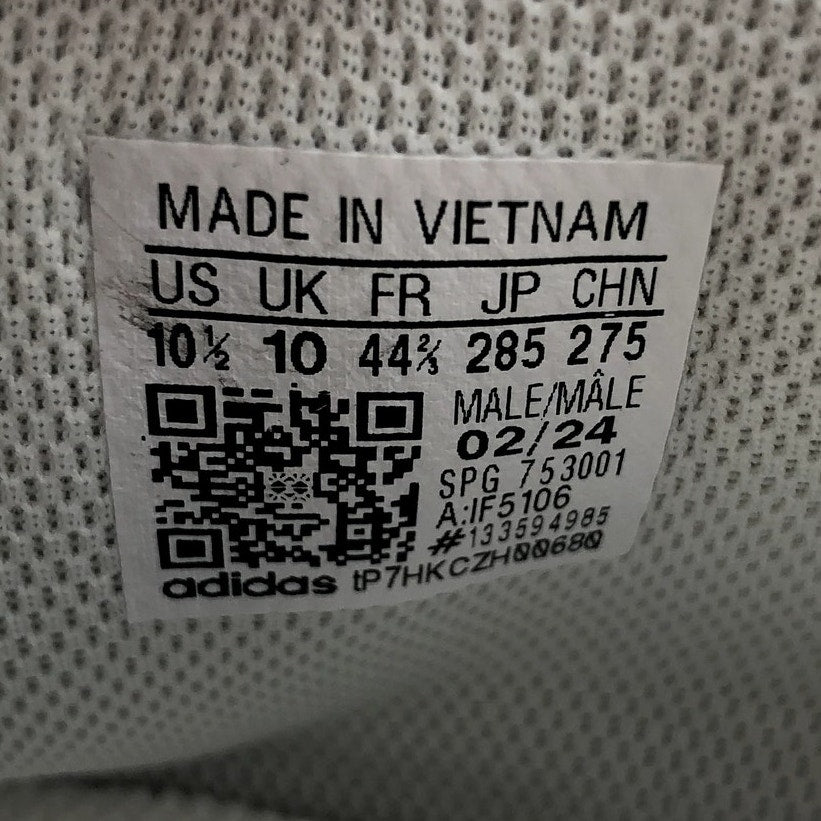 MADE IN VIETNAM
US UK FR JP CHN
10½ 10 44⅔ 285 275
MALE/MÂLE
02/24
SPG 753001
A:IF5106
#133594985
adidas tP7HKCZH00680